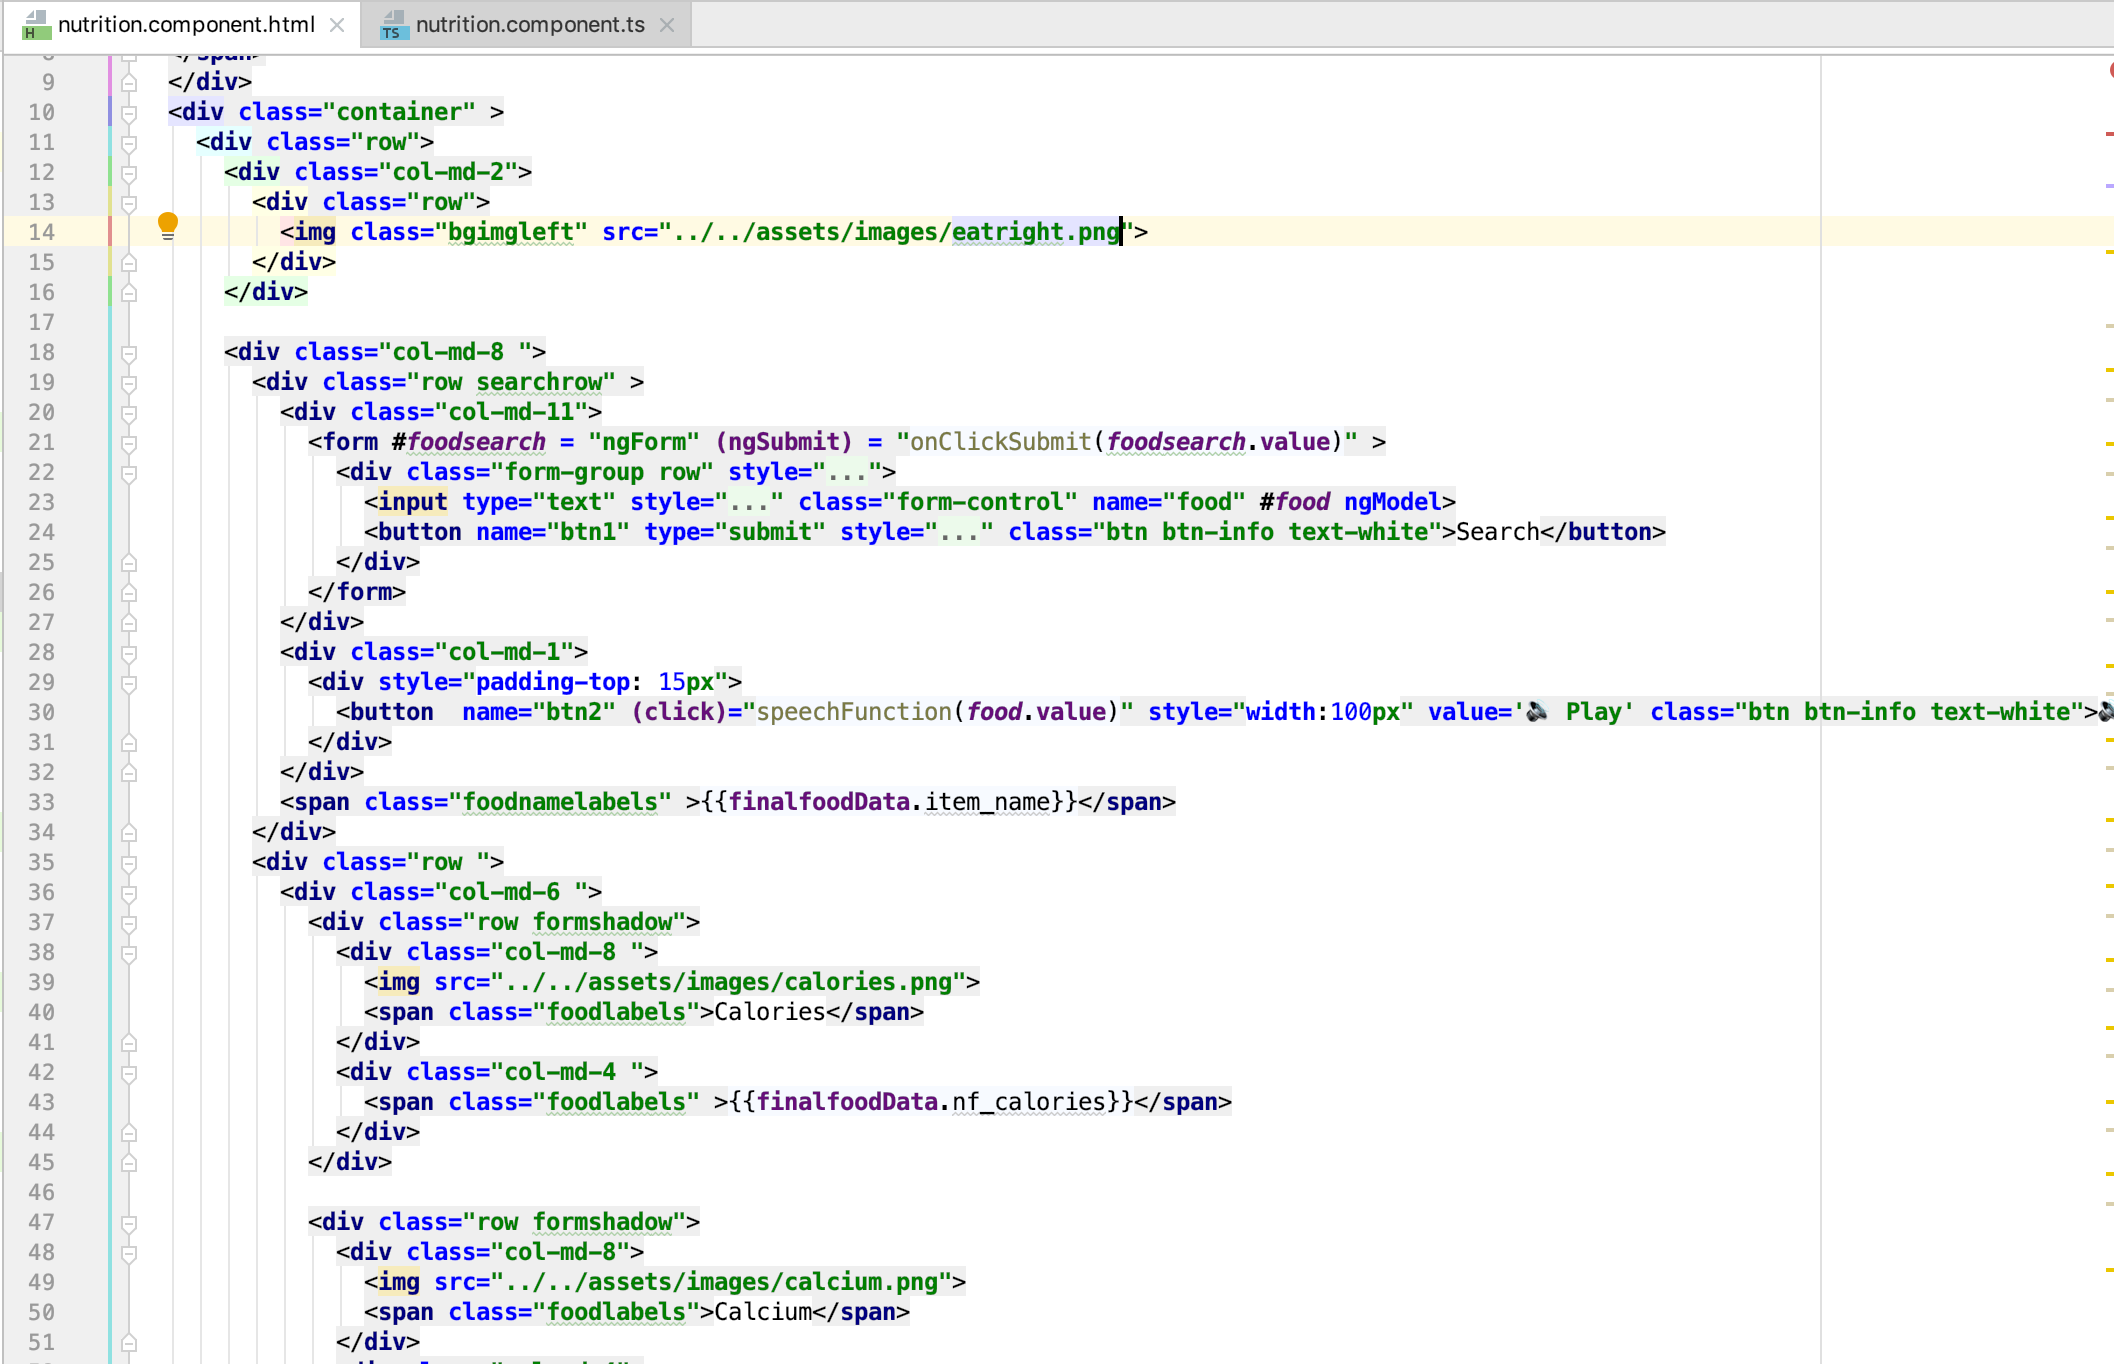 nutrition.component.html
nutrition.component.ts
8 </span>
9 </div>
10 <div class="container" >
11 <div class="row">
12 <div class="col-md-2">
13 <div class="row">
14 <img class="bgimgleft" src="../../assets/images/eatright.png">
15 </div>
16 </div>
17
18 <div class="col-md-8 ">
19 <div class="row searchrow" >
20 <div class="col-md-11">
21 <form #foodsearch = "ngForm" (ngSubmit) = "onClickSubmit(foodsearch.value)" >
22 <div class="form-group row" style="...">
23 <input type="text" style="..." class="form-control" name="food" #food ngModel>
24 <button name="btn1" type="submit" style="..." class="btn btn-info text-white">Search</button>
25 </div>
26 </form>
27 </div>
28 <div class="col-md-1">
29 <div style="padding-top: 15px">
30 <button  name="btn2" (click)="speechFunction(food.value)" style="width:100px" value='🔊 Play' class="btn btn-info text-white">🔊
31 </div>
32 </div>
33 <span class="foodnamelabels" >{{finalfoodData.item_name}}</span>
34 </div>
35 <div class="row ">
36 <div class="col-md-6 ">
37 <div class="row formshadow">
38 <div class="col-md-8 ">
39 <img src="../../assets/images/calories.png">
40 <span class="foodlabels">Calories</span>
41 </div>
42 <div class="col-md-4 ">
43 <span class="foodlabels" >{{finalfoodData.nf_calories}}</span>
44 </div>
45 </div>
46
47 <div class="row formshadow">
48 <div class="col-md-8">
49 <img src="../../assets/images/calcium.png">
50 <span class="foodlabels">Calcium</span>
51 </div>